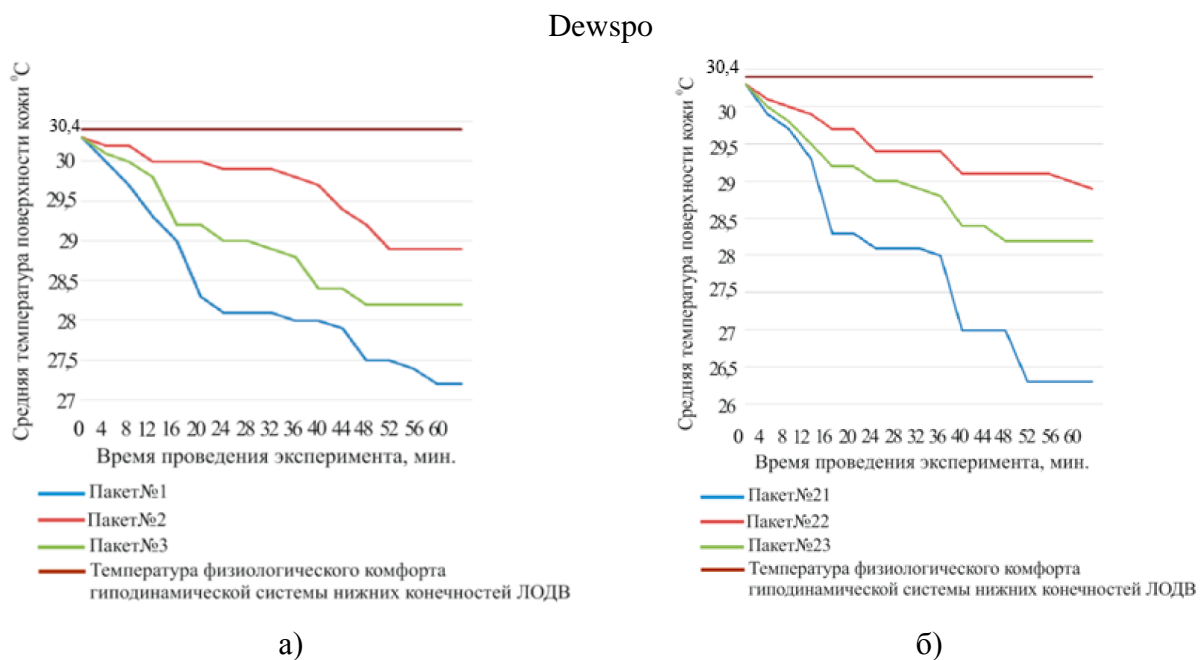 Dewspo
Средняя температура поверхности кожи °С
30,4
30
29,5
29
28,5
28
27,5
27
0 4 8 12 16 20 24 28 32 36 40 44 48 52 56 60
Время проведения эксперимента, мин.
Пакет№1
Пакет№2
Пакет№3
Температура физиологического комфорта
гиподинамической системы нижних конечностей ЛОДВ
а)
Средняя температура поверхности кожи °С
30,4
30
29,5
29
28,5
28
27,5
27
26,5
26
0 4 8 12 16 20 24 28 32 36 40 44 48 52 56 60
Время проведения эксперимента, мин.
Пакет№21
Пакет№22
Пакет№23
Температура физиологического комфорта
гиподинамической системы нижних конечностей ЛОДВ
б)